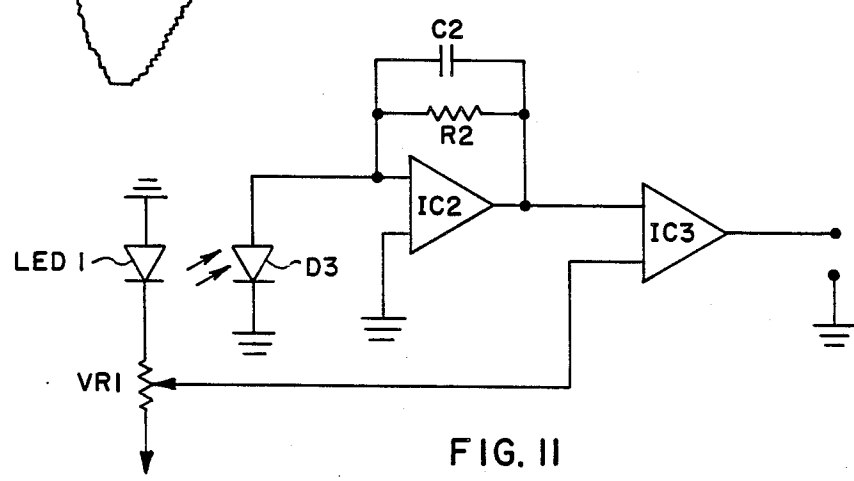 C2
R2
IC2
IC3
LED 1
D3
VR1
FIG. 11